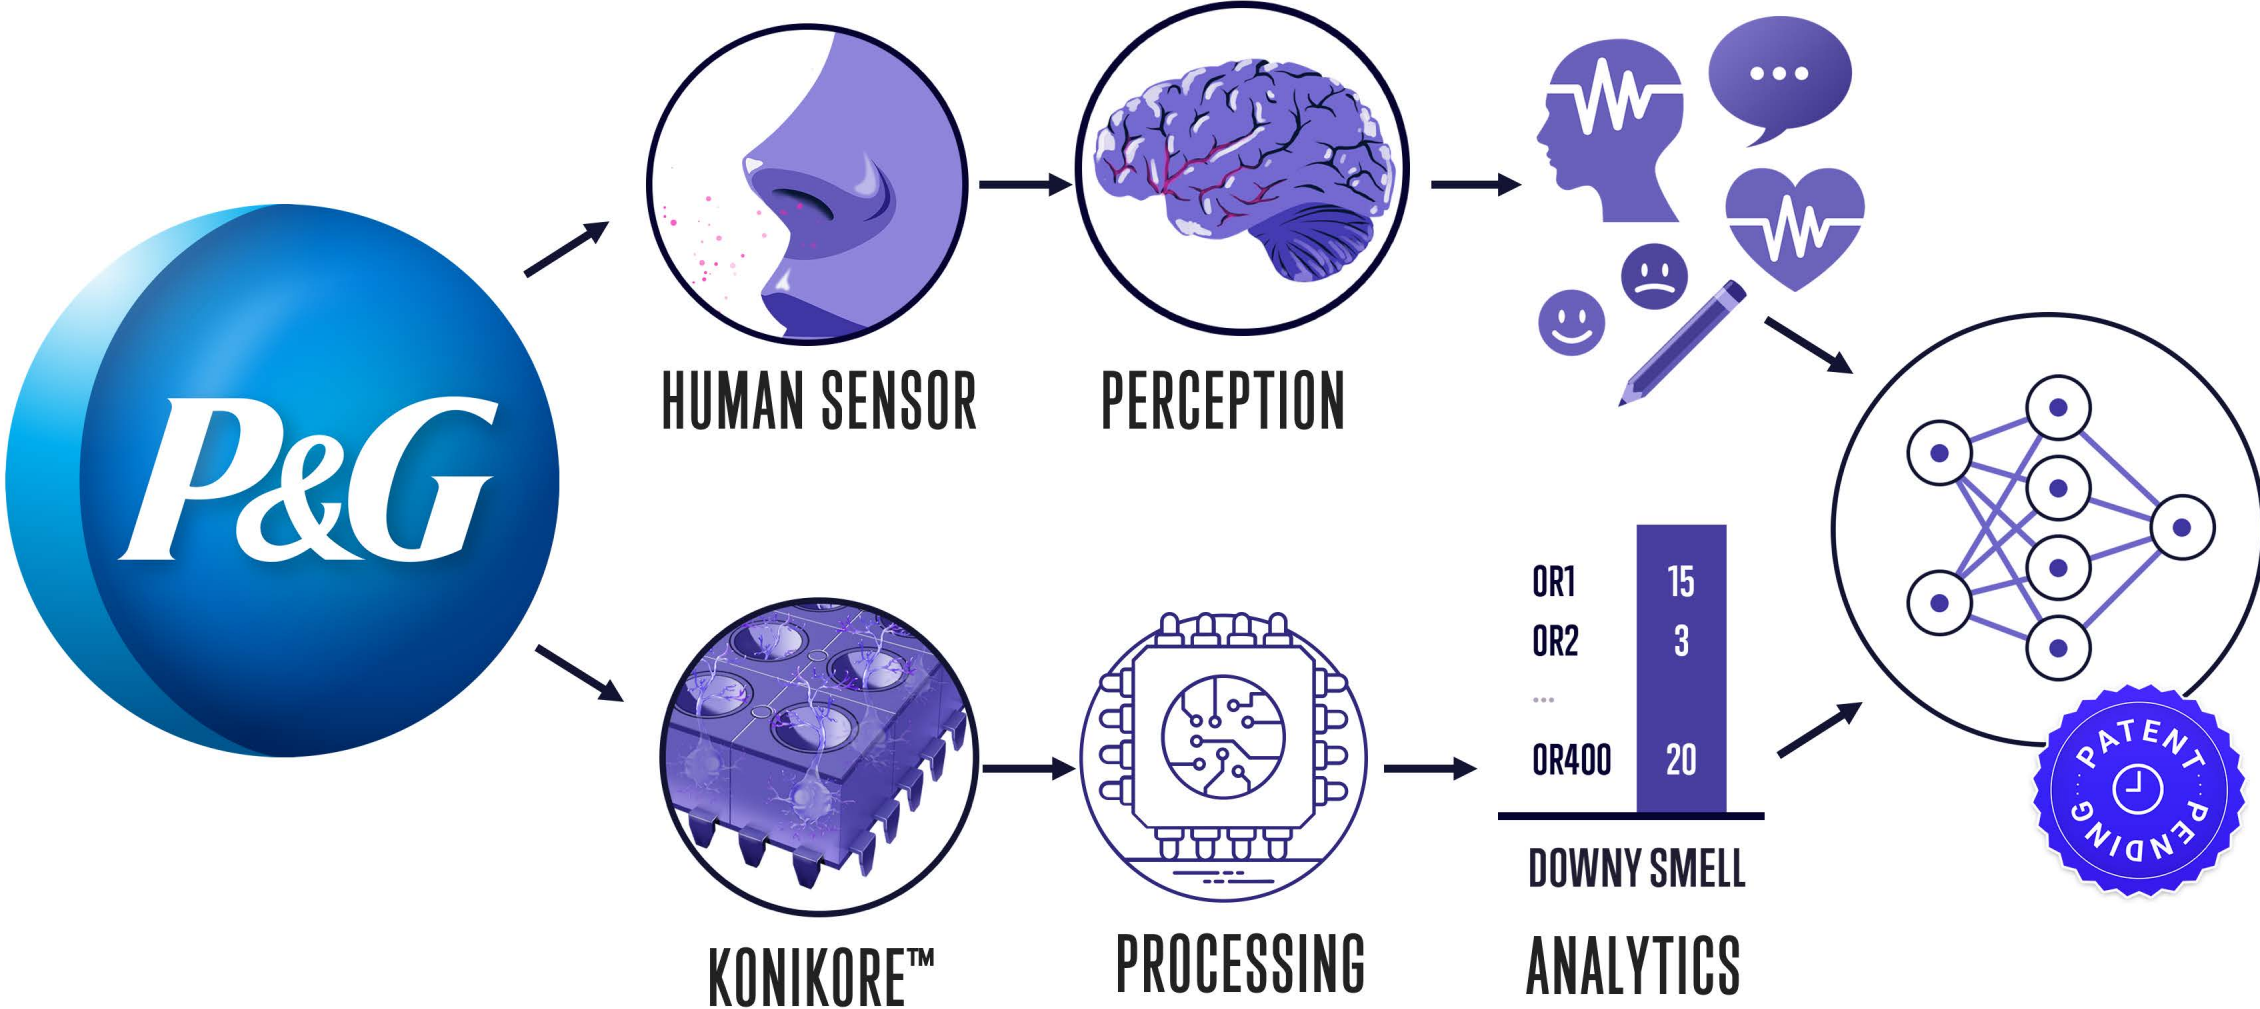 P&G
HUMAN SENSOR
PERCEPTION
OR1 15
OR2 3
...
OR400 20
DOWNY SMELL
KONIKORE™
PROCESSING
ANALYTICS
PATENT PENDING